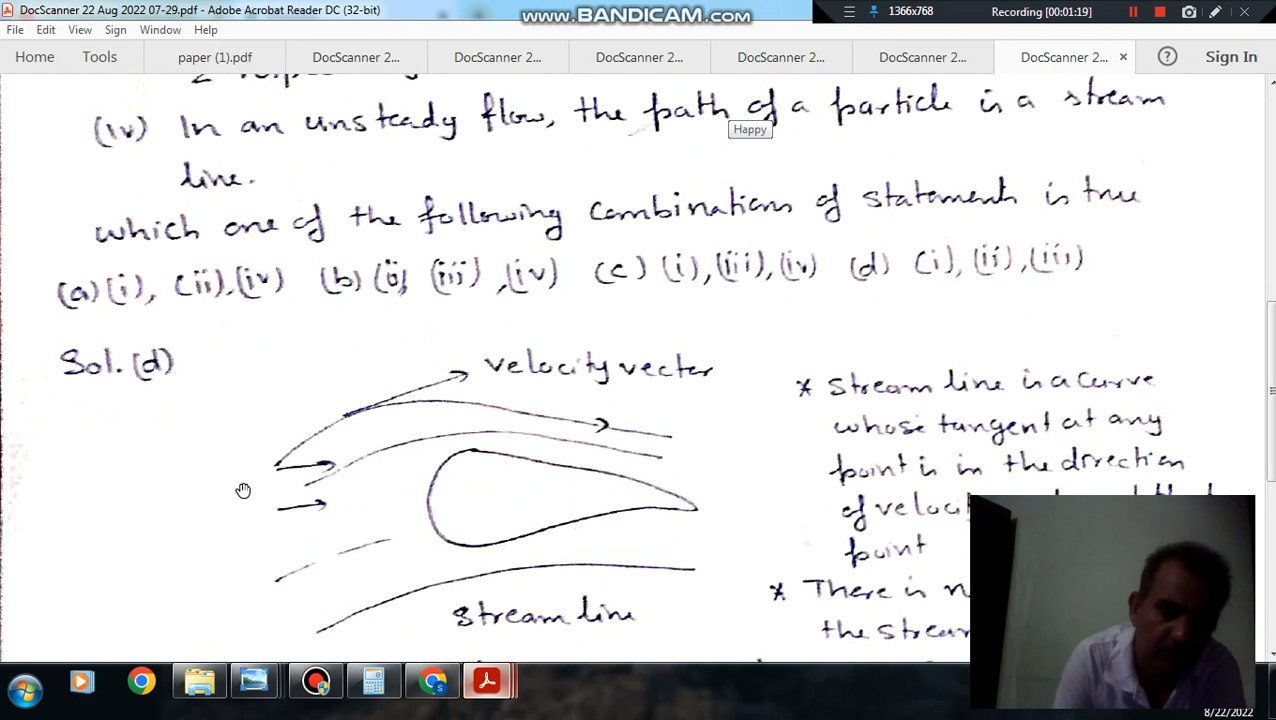 DocScanner 22 Aug 2022 07-29.pdf - Adobe Acrobat Reader DC (32-bit)
www.BANDICAM.com
1366x768
Recording [00:01:19]
File Edit View Sign Window Help
Home Tools paper (1).pdf DocScanner 2... DocScanner 2... DocScanner 2... DocScanner 2... DocScanner 2... DocScanner 2... × Sign In
(iv) In an unsteady flow, the path of a particle is a stream
Happy
line.
which one of the following combinations of statements is true
(a) (i), (ii), (iv) (b) (ii), (iii), (iv) (c) (i), (iii), (iv) (d) (i), (ii), (iii)
Sol. (d)
velocity vector
* Stream line is a curve
whose tangent at any
point is in the direction
of veloci
point
* There is n
the stream
Stream line
8/22/2022